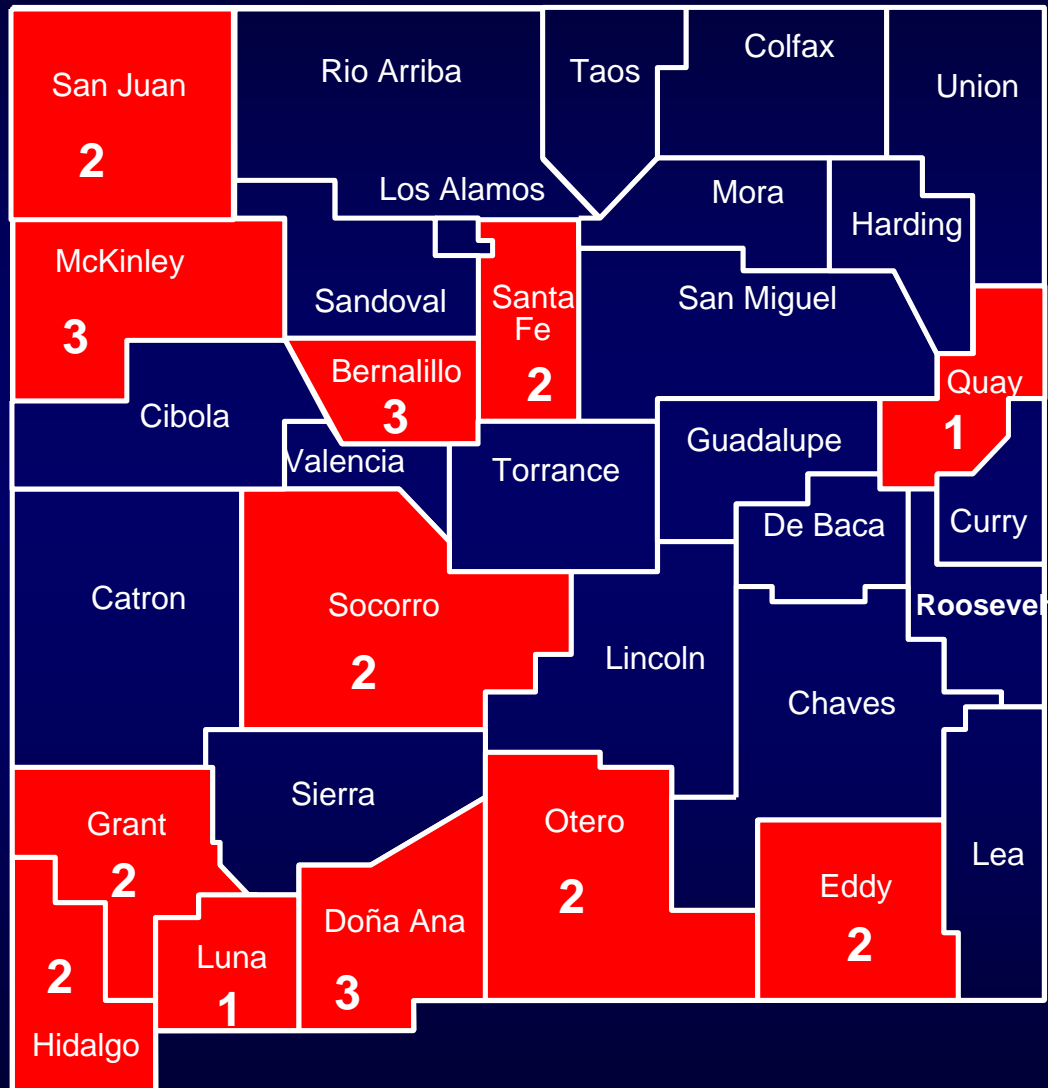 San Juan
2
Rio Arriba
Taos
Colfax
Union
Los Alamos
Mora
Harding
McKinley
3
Sandoval
Santa
Fe
2
San Miguel
Bernalillo
3
Quay
1
Cibola
Valencia
Torrance
Guadalupe
De Baca
Curry
Catron
Socorro
2
Lincoln
Roosevel
Chaves
Sierra
Grant
2
Otero
2
Lea
Eddy
2
Doña Ana
3
Luna
1
2
Hidalgo